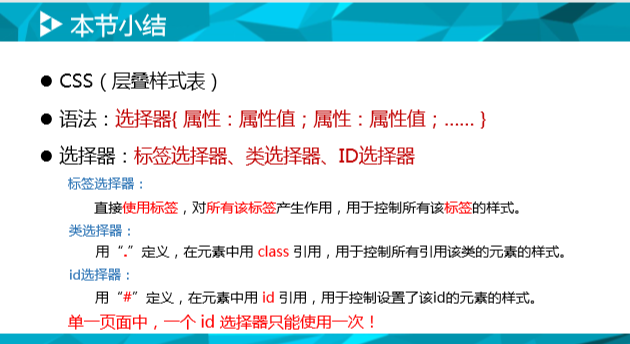 本节小结
● CSS（层叠样式表）
● 语法：选择器{ 属性：属性值；属性：属性值；...... }
● 选择器：标签选择器、类选择器、ID选择器
标签选择器：
直接使用标签，对所有该标签产生作用，用于控制所有该标签的样式。
类选择器：
用“.”定义，在元素中用 class 引用，用于控制所有引用该类的元素的样式。
id选择器：
用“#”定义，在元素中用 id 引用，用于控制设置了该id的元素的样式。
单一页面中，一个 id 选择器只能使用一次！